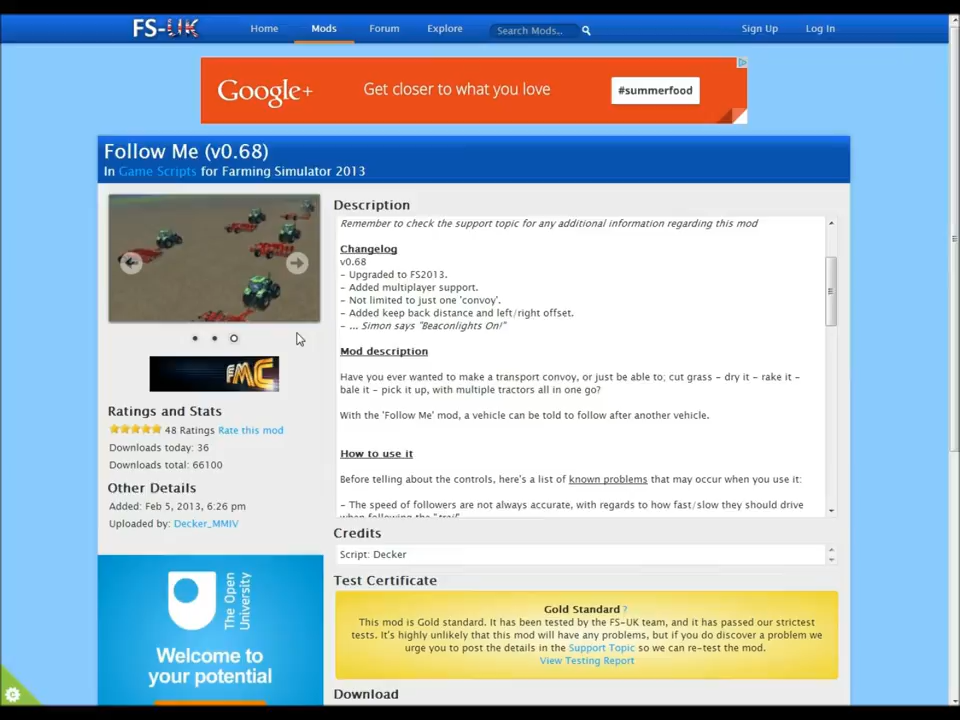 FS-UK
Home
Mods
Forum
Explore
Search Mods..
Sign Up
Log In
Google+
Get closer to what you love
#summerfood
Follow Me (v0.68)
In Game Scripts for Farming Simulator 2013
Description
Remember to check the support topic for any additional information regarding this mod
Changelog
v0.68
- Upgraded to FS2013.
- Added multiplayer support.
- Not limited to just one 'convoy'.
- Added keep back distance and left/right offset.
- ... Simon says "Beaconlights On!"
Mod description
Have you ever wanted to make a transport convoy, or just be able to; cut grass - dry it - rake it -
bale it - pick it up, with multiple tractors all in one go?
With the 'Follow Me' mod, a vehicle can be told to follow after another vehicle.
How to use it
Before telling about the controls, here's a list of known problems that may occur when you use it:
- The speed of followers are not always accurate, with regards to how fast/slow they should drive
when following the "trail".
FMC
Ratings and Stats
48 Ratings Rate this mod
Downloads today: 36
Downloads total: 66100
Other Details
Added: Feb 5, 2013, 6:26 pm
Uploaded by: Decker_MMIV
The Open
University
Welcome to
your potential
Credits
Script: Decker
Test Certificate
Gold Standard ?
This mod is Gold standard. It has been tested by the FS-UK team, and it has passed our strictest
tests. It's highly unlikely that this mod will have any problems, but if you do discover a problem we
urge you to post the details in the Support Topic so we can re-test the mod.
View Testing Report
Download